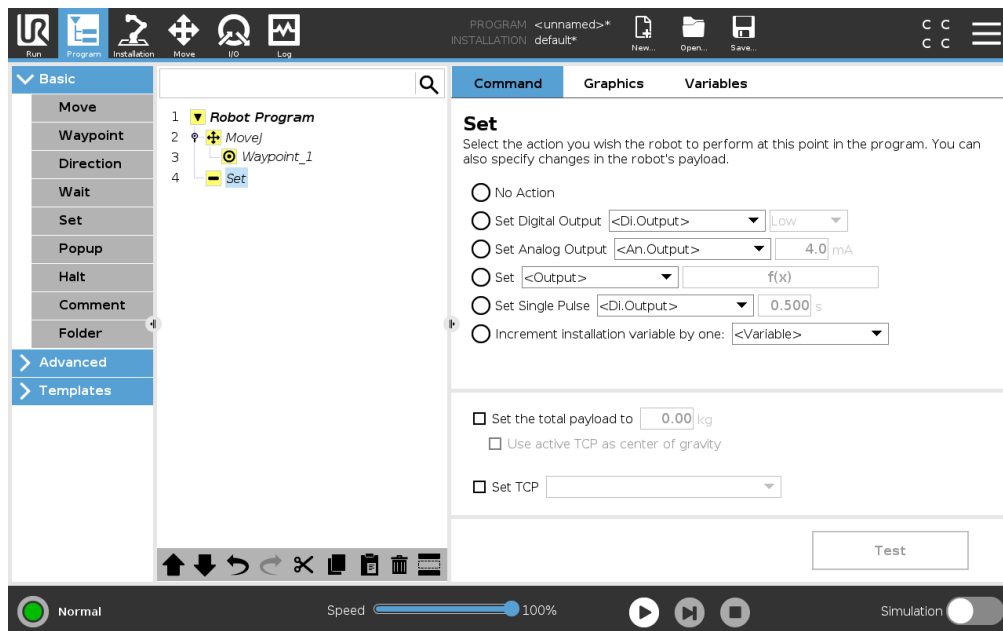 PROGRAM <unnamed>*
INSTALLATION default*
UR
Run
Program
Installation
Move
I/O
Log
New...
Open...
Save...
C C
C C
Basic
Move
Waypoint
Direction
Wait
Set
Popup
Halt
Comment
Folder
Advanced
Templates
1 Robot Program
2 MoveJ
3 Waypoint_1
4 Set
Command Graphics Variables
Set
Select the action you wish the robot to perform at this point in the program. You can
also specify changes in the robot's payload.
No Action
Set Digital Output <Di.Output> Low
Set Analog Output <An.Output> 4.0 mA
Set <Output> f(x)
Set Single Pulse <Di.Output> 0.500 s
Increment installation variable by one: <Variable>
Set the total payload to 0.00 kg
Use active TCP as center of gravity
Set TCP
Test
Normal
Speed 100%
Simulation